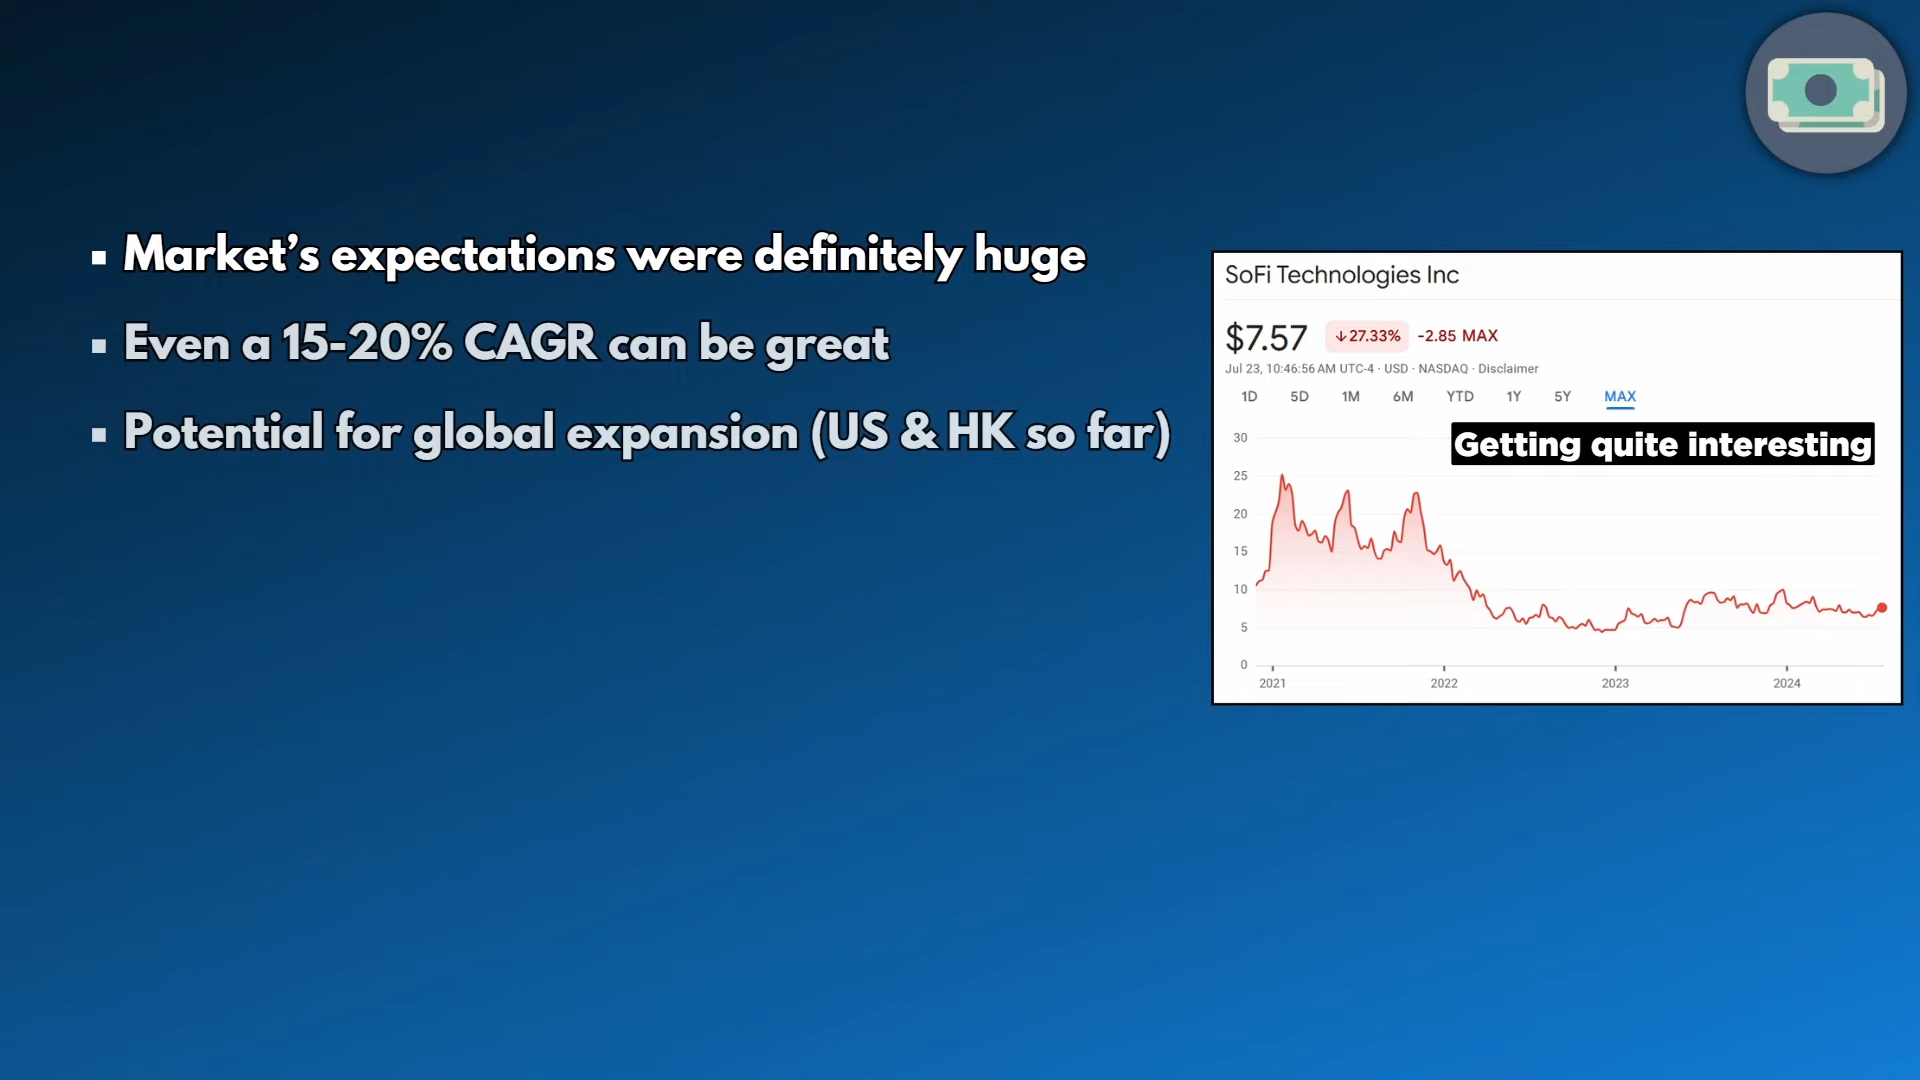 ▪ Market’s expectations were definitely huge
▪ Even a 15-20% CAGR can be great
▪ Potential for global expansion (US & HK so far)
SoFi Technologies Inc
$7.57 ↓27.33% -2.85 MAX
Jul 23, 10:46:56 AM UTC-4 · USD · NASDAQ · Disclaimer
1D 5D 1M 6M YTD 1Y 5Y MAX
Getting quite interesting
30
25
20
15
10
5
0
2021 2022 2023 2024